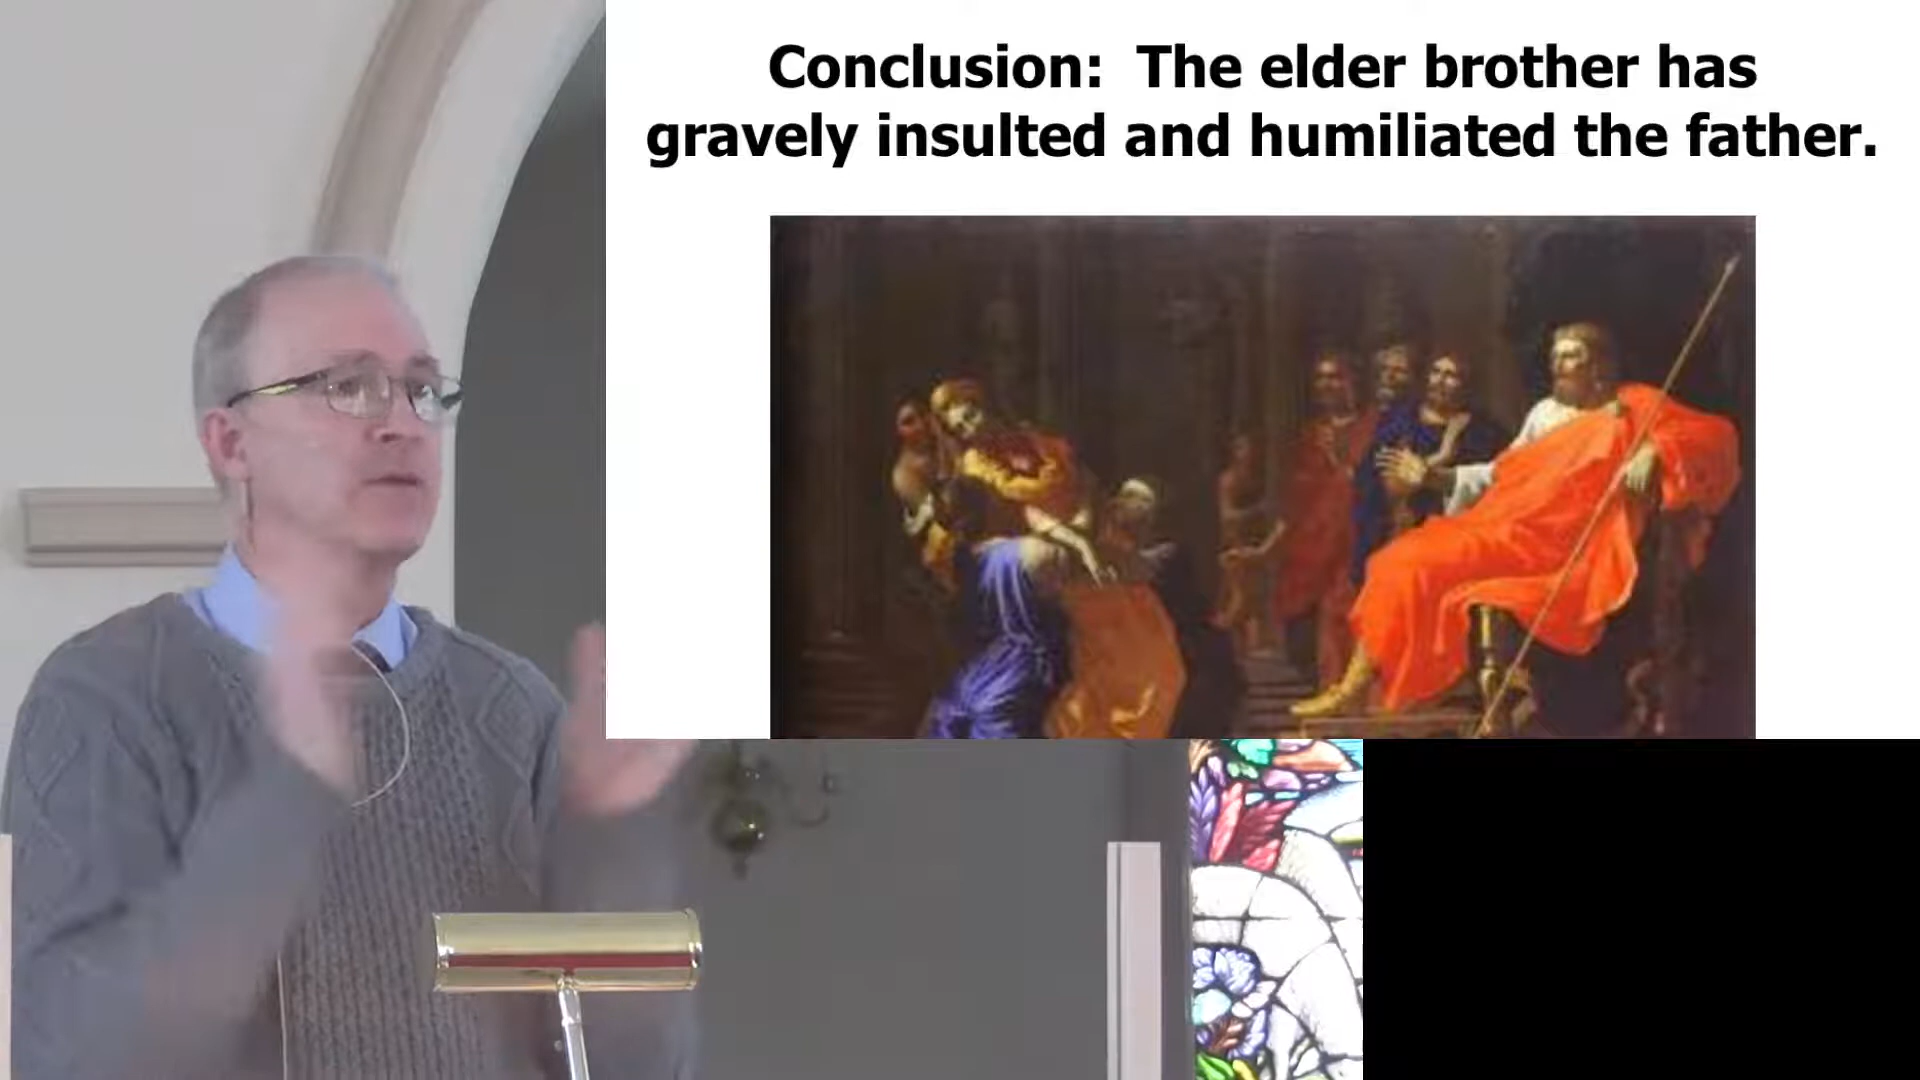 Conclusion:  The elder brother has
gravely insulted and humiliated the father.